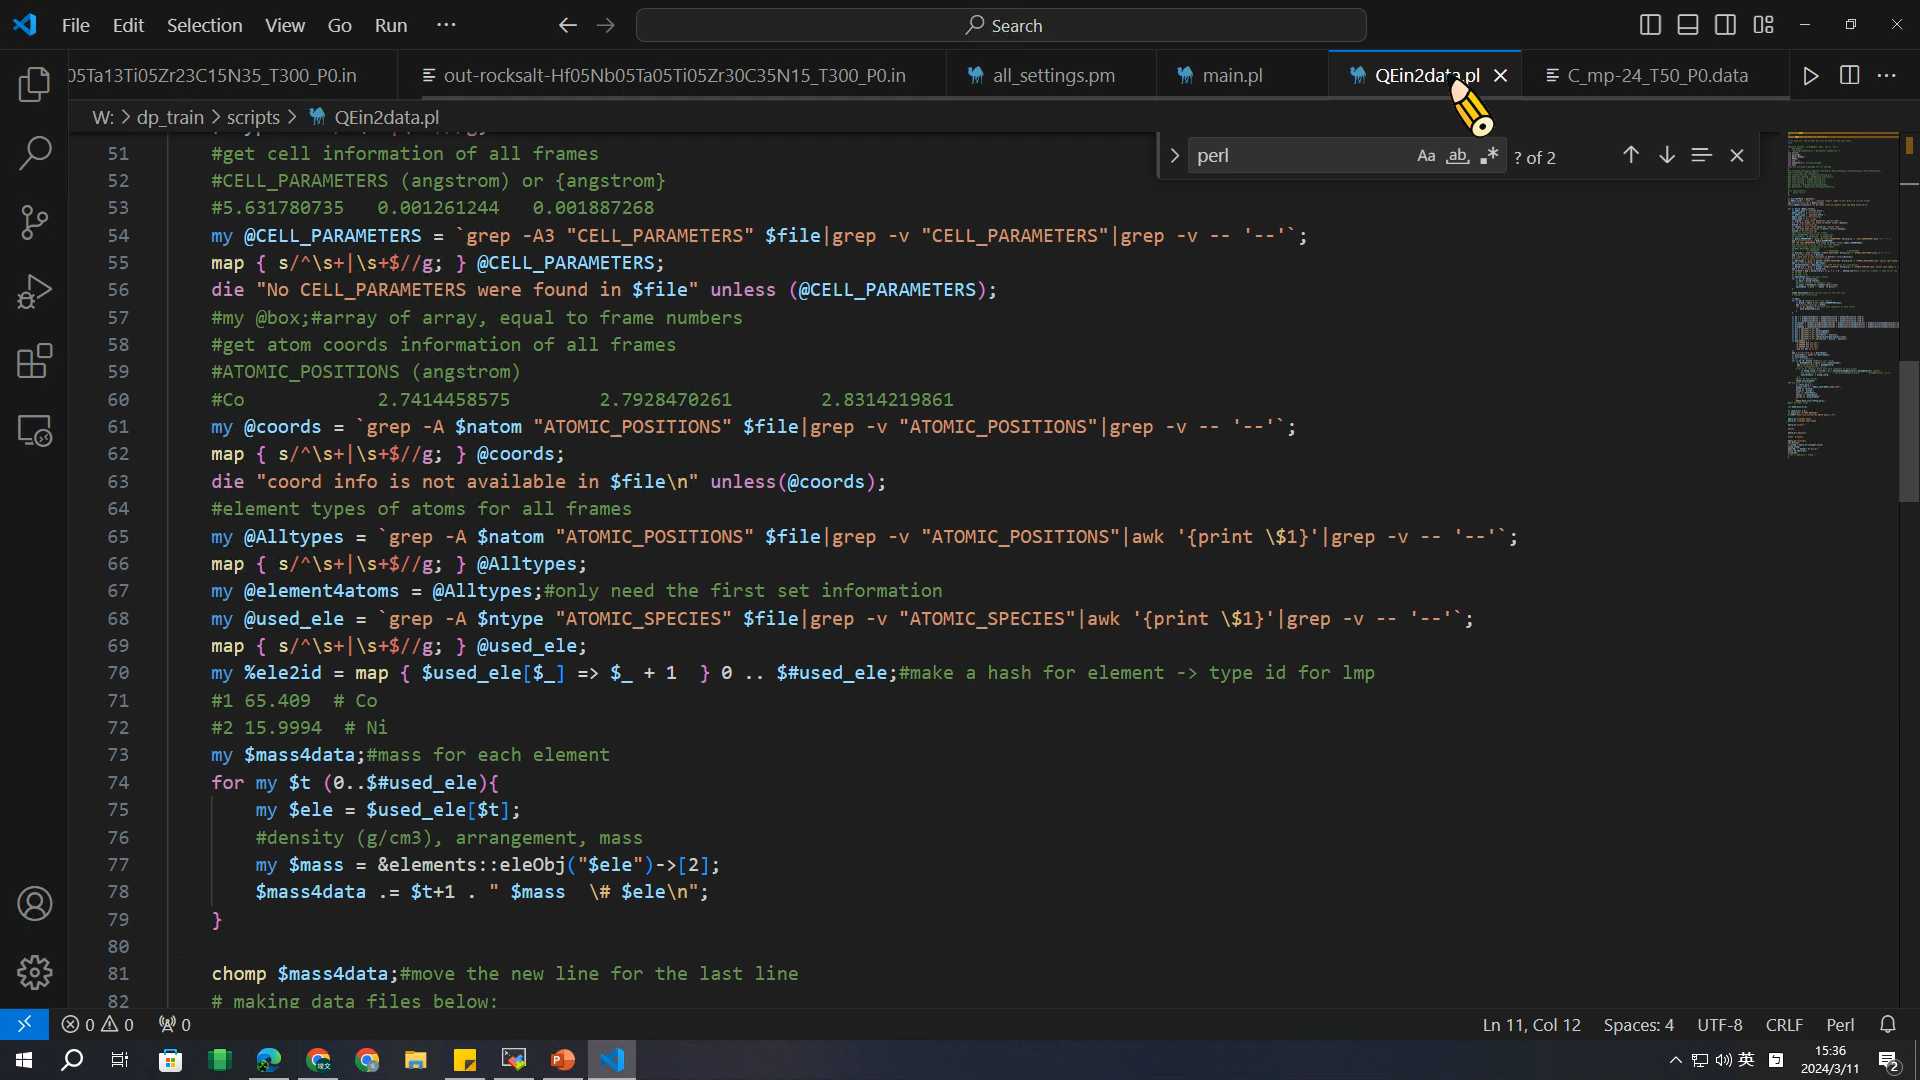 File Edit Selection View Go Run ··· Search
05Ta13Ti05Zr23C15N35_T300_P0.in out-rocksalt-Hf05Nb05Ta05Ti05Zr30C35N15_T300_P0.in all_settings.pm main.pl QEin2data.pl C_mp-24_T50_P0.data
W: > dp_train > scripts > QEin2data.pl
perl Aa ab .* ? of 2
51 #get cell information of all frames
52 #CELL_PARAMETERS (angstrom) or {angstrom}
53 #5.631780735   0.001261244   0.001887268
54 my @CELL_PARAMETERS = `grep -A3 "CELL_PARAMETERS" $file|grep -v "CELL_PARAMETERS"|grep -v -- '--'`;
55 map { s/^\s+|\s+$//g; } @CELL_PARAMETERS;
56 die "No CELL_PARAMETERS were found in $file" unless (@CELL_PARAMETERS);
57 #my @box;#array of array, equal to frame numbers
58 #get atom coords information of all frames
59 #ATOMIC_POSITIONS (angstrom)
60 #Co             2.7414458575        2.7928470261        2.8314219861
61 my @coords = `grep -A $natom "ATOMIC_POSITIONS" $file|grep -v "ATOMIC_POSITIONS"|grep -v -- '--'`;
62 map { s/^\s+|\s+$//g; } @coords;
63 die "coord info is not available in $file\n" unless(@coords);
64 #element types of atoms for all frames
65 my @Alltypes = `grep -A $natom "ATOMIC_POSITIONS" $file|grep -v "ATOMIC_POSITIONS"|awk '{print \$1}'|grep -v -- '--'`;
66 map { s/^\s+|\s+$//g; } @Alltypes;
67 my @element4atoms = @Alltypes;#only need the first set information
68 my @used_ele = `grep -A $ntype "ATOMIC_SPECIES" $file|grep -v "ATOMIC_SPECIES"|awk '{print \$1}'|grep -v -- '--'`;
69 map { s/^\s+|\s+$//g; } @used_ele;
70 my %ele2id = map { $used_ele[$_] => $_ + 1  } 0 .. $#used_ele;#make a hash for element -> type id for lmp
71 #1 65.409  # Co
72 #2 15.9994  # Ni
73 my $mass4data;#mass for each element
74 for my $t (0..$#used_ele){
75     my $ele = $used_ele[$t];
76     #density (g/cm3), arrangement, mass
77     my $mass = &elements::eleObj("$ele")->[2];
78     $mass4data .= $t+1 . " $mass  \# $ele\n";
79 }
80
81 chomp $mass4data;#move the new line for the last line
82 # making data files below:
0 0 0 Ln 11, Col 12 Spaces: 4 UTF-8 CRLF Perl
英 15:36
2024/3/11 2